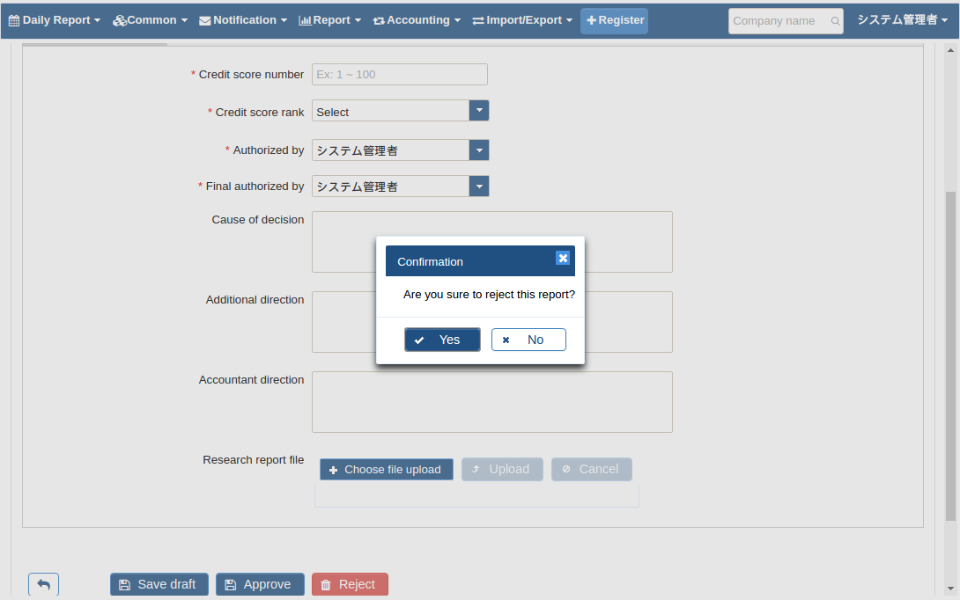 Daily Report Common Notification Report Accounting Import/Export Register Company name システム管理者
* Credit score number Ex: 1 ~ 100
* Credit score rank Select
* Authorized by システム管理者
* Final authorized by システム管理者
Cause of decision
Confirmation
Are you sure to reject this report?
Additional direction
Yes No
Accountant direction
Research report file Choose file upload Upload Cancel
Save draft Approve Reject